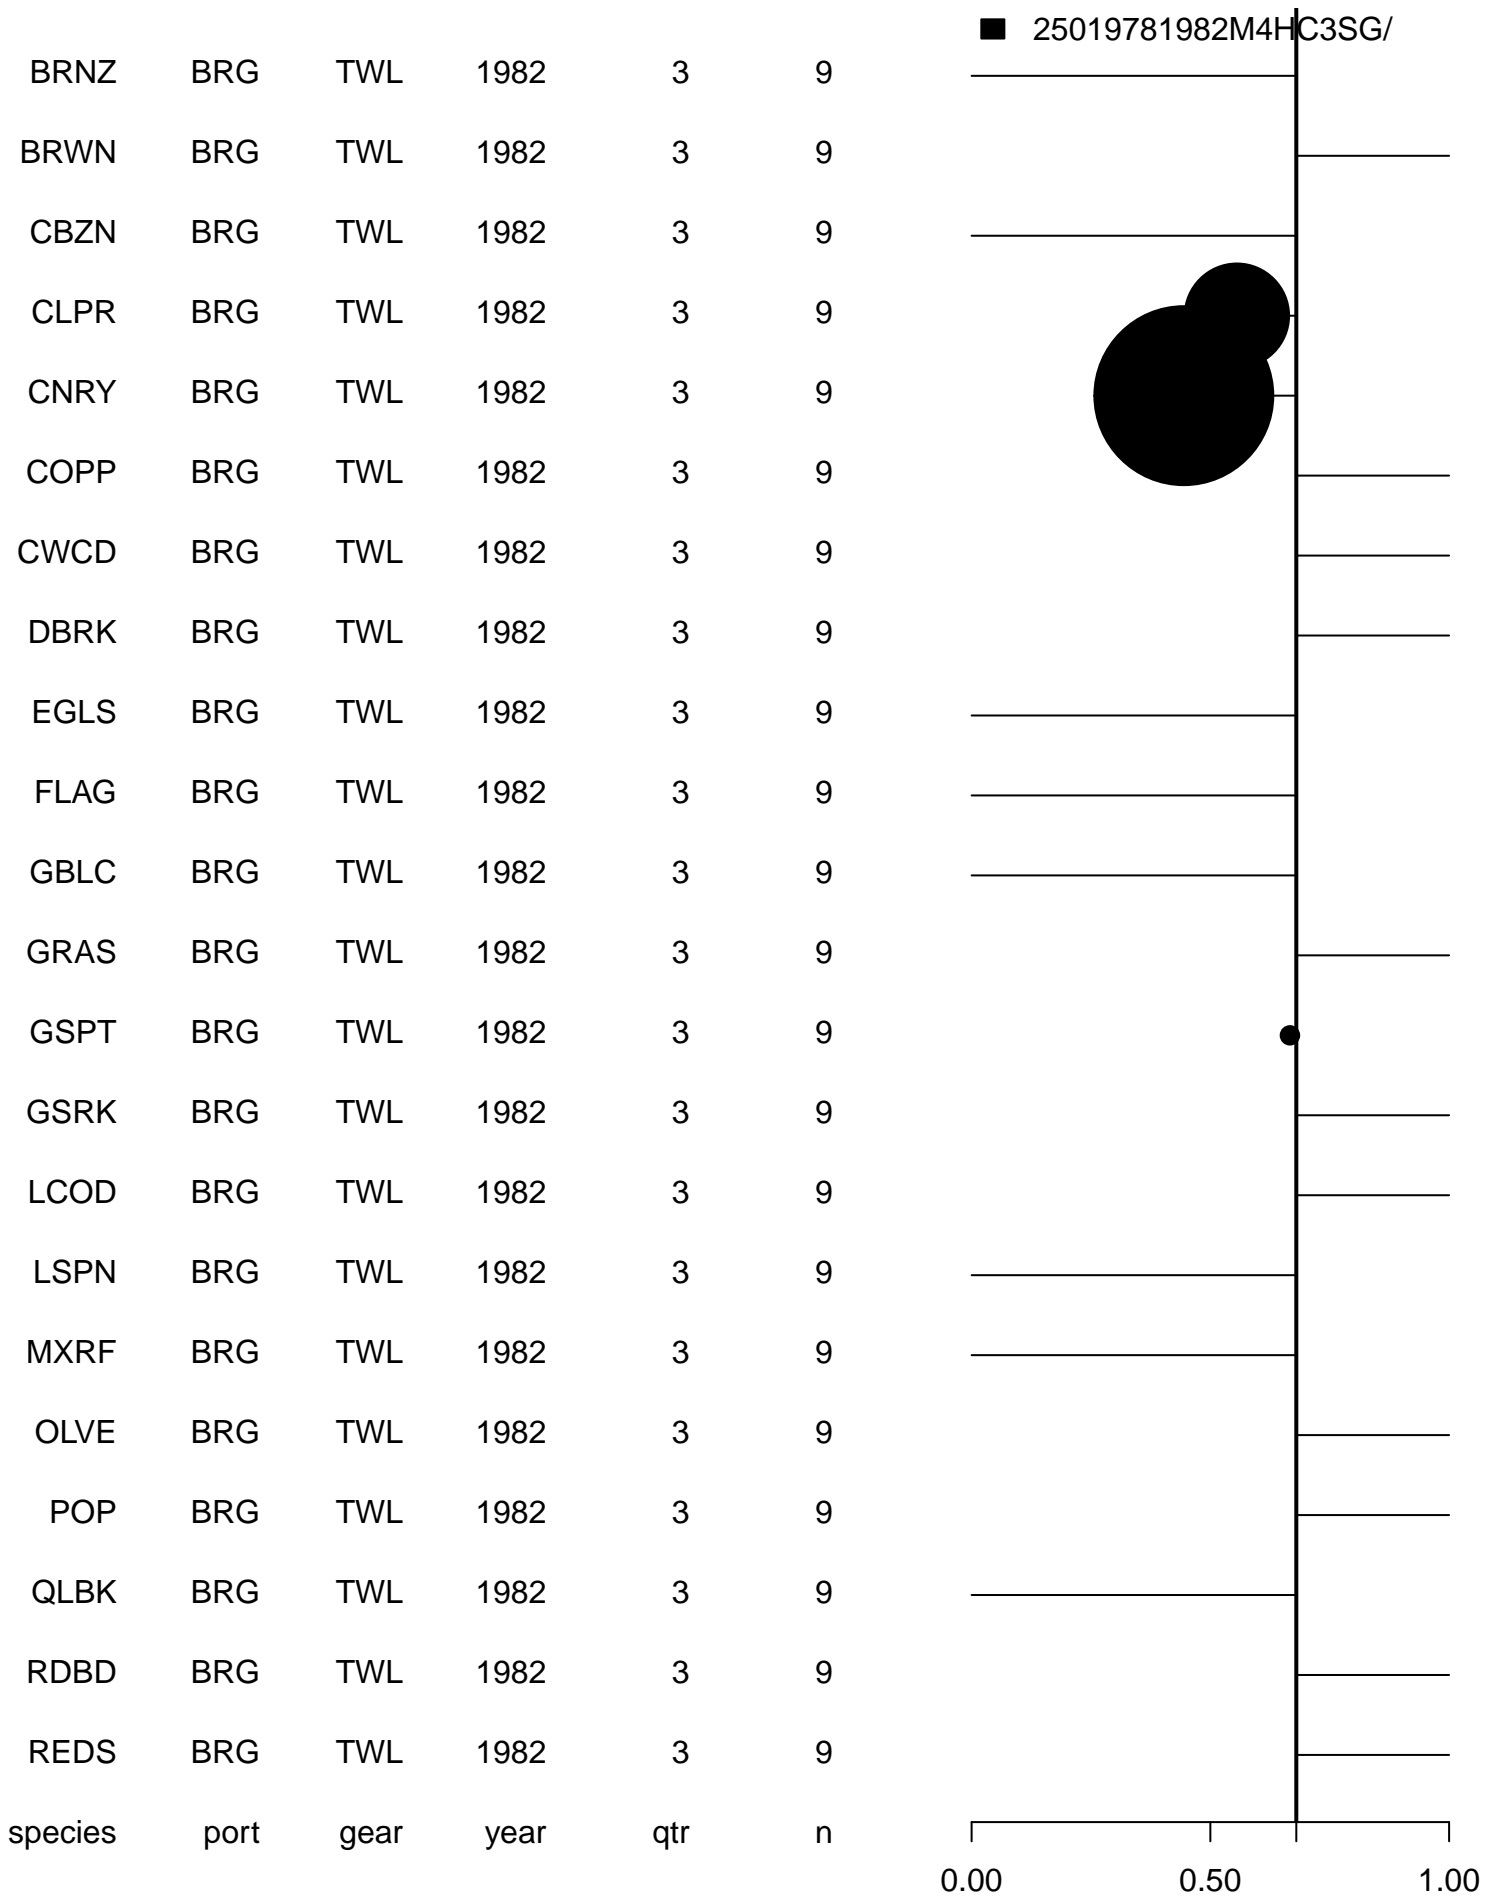 25019781982M4HC3SG/
BRNZ BRG TWL 1982 3 9
BRWN BRG TWL 1982 3 9
CBZN BRG TWL 1982 3 9
CLPR BRG TWL 1982 3 9
CNRY BRG TWL 1982 3 9
COPP BRG TWL 1982 3 9
CWCD BRG TWL 1982 3 9
DBRK BRG TWL 1982 3 9
EGLS BRG TWL 1982 3 9
FLAG BRG TWL 1982 3 9
GBLC BRG TWL 1982 3 9
GRAS BRG TWL 1982 3 9
GSPT BRG TWL 1982 3 9
GSRK BRG TWL 1982 3 9
LCOD BRG TWL 1982 3 9
LSPN BRG TWL 1982 3 9
MXRF BRG TWL 1982 3 9
OLVE BRG TWL 1982 3 9
POP BRG TWL 1982 3 9
QLBK BRG TWL 1982 3 9
RDBD BRG TWL 1982 3 9
REDS BRG TWL 1982 3 9
species port gear year qtr n
0.00 0.50 1.00